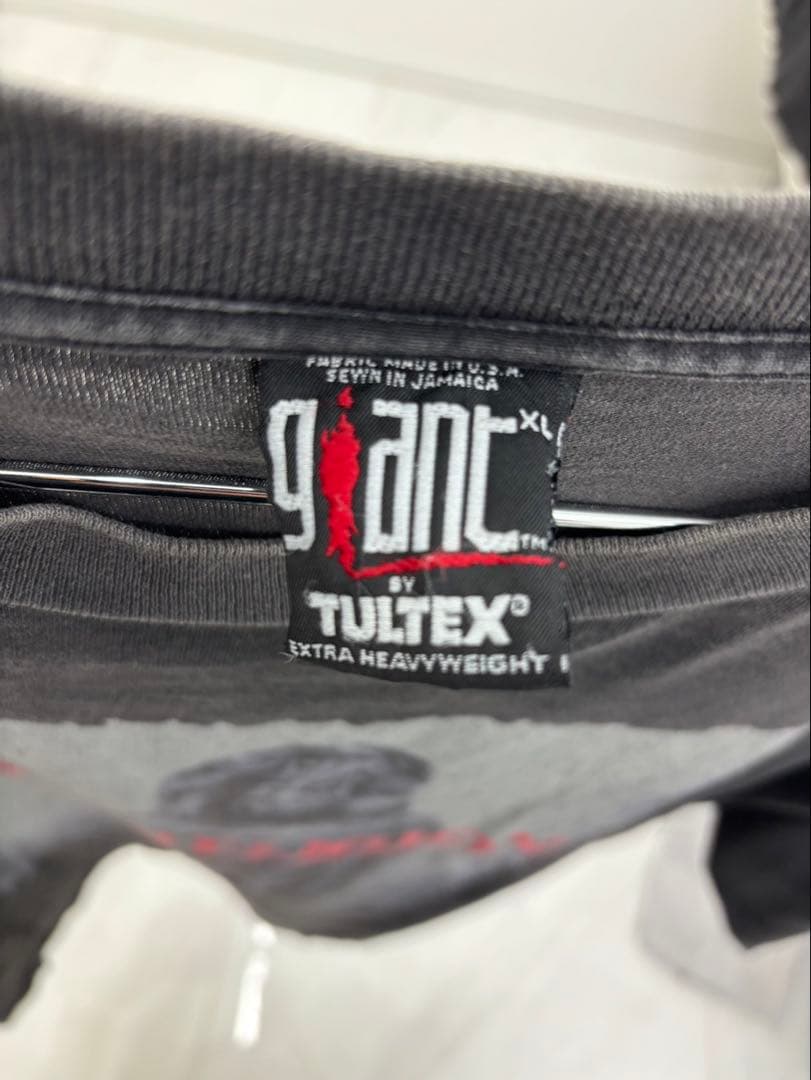 FABRIC MADE IN U.S.A.
SEWN IN JAMAICA
giant XL
TM
BY
TULTEX®
EXTRA HEAVYWEIGHT